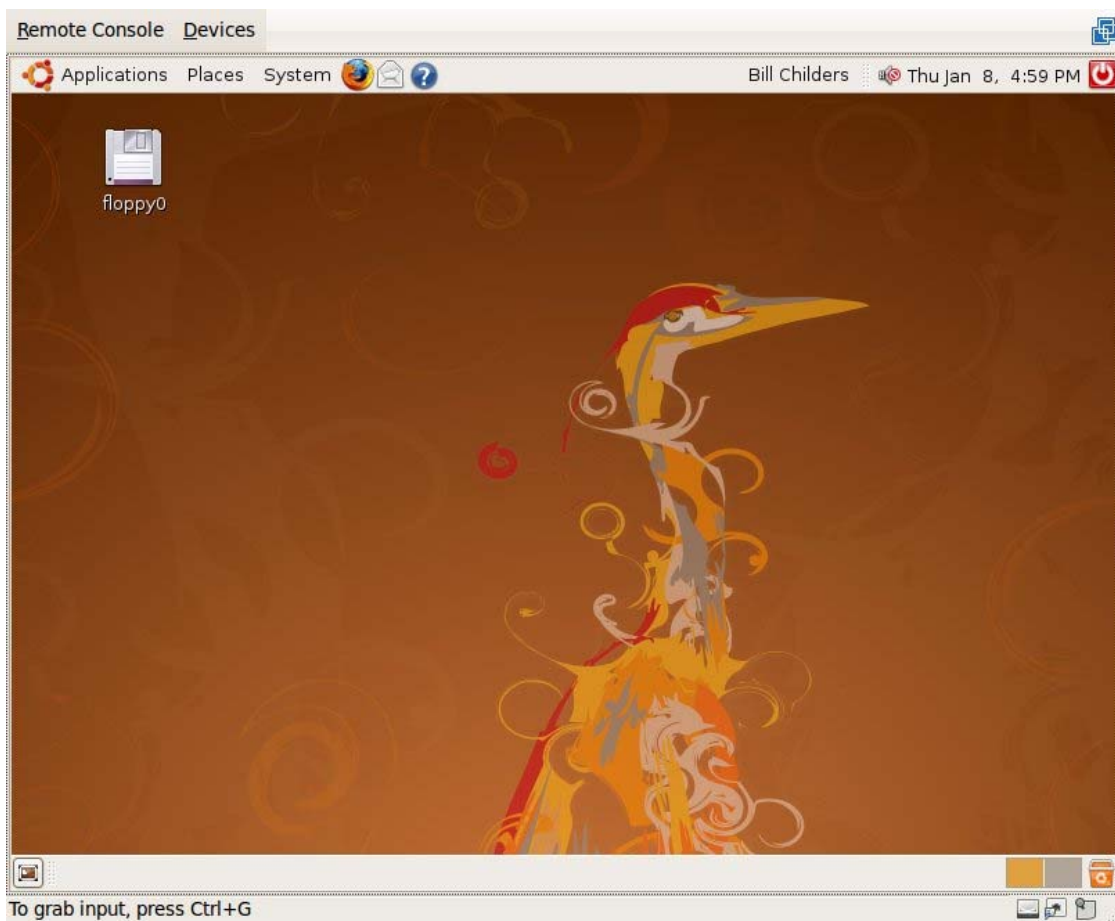 Remote Console Devices
Applications Places System Bill Childers Thu Jan 8, 4:59 PM
floppy0
To grab input, press Ctrl+G